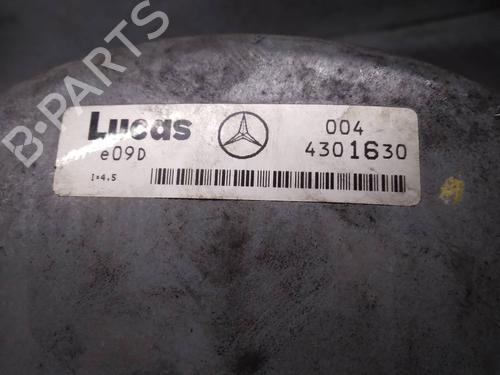 B-PARTS
Lucas
004
e09D
4301630
I=4.5